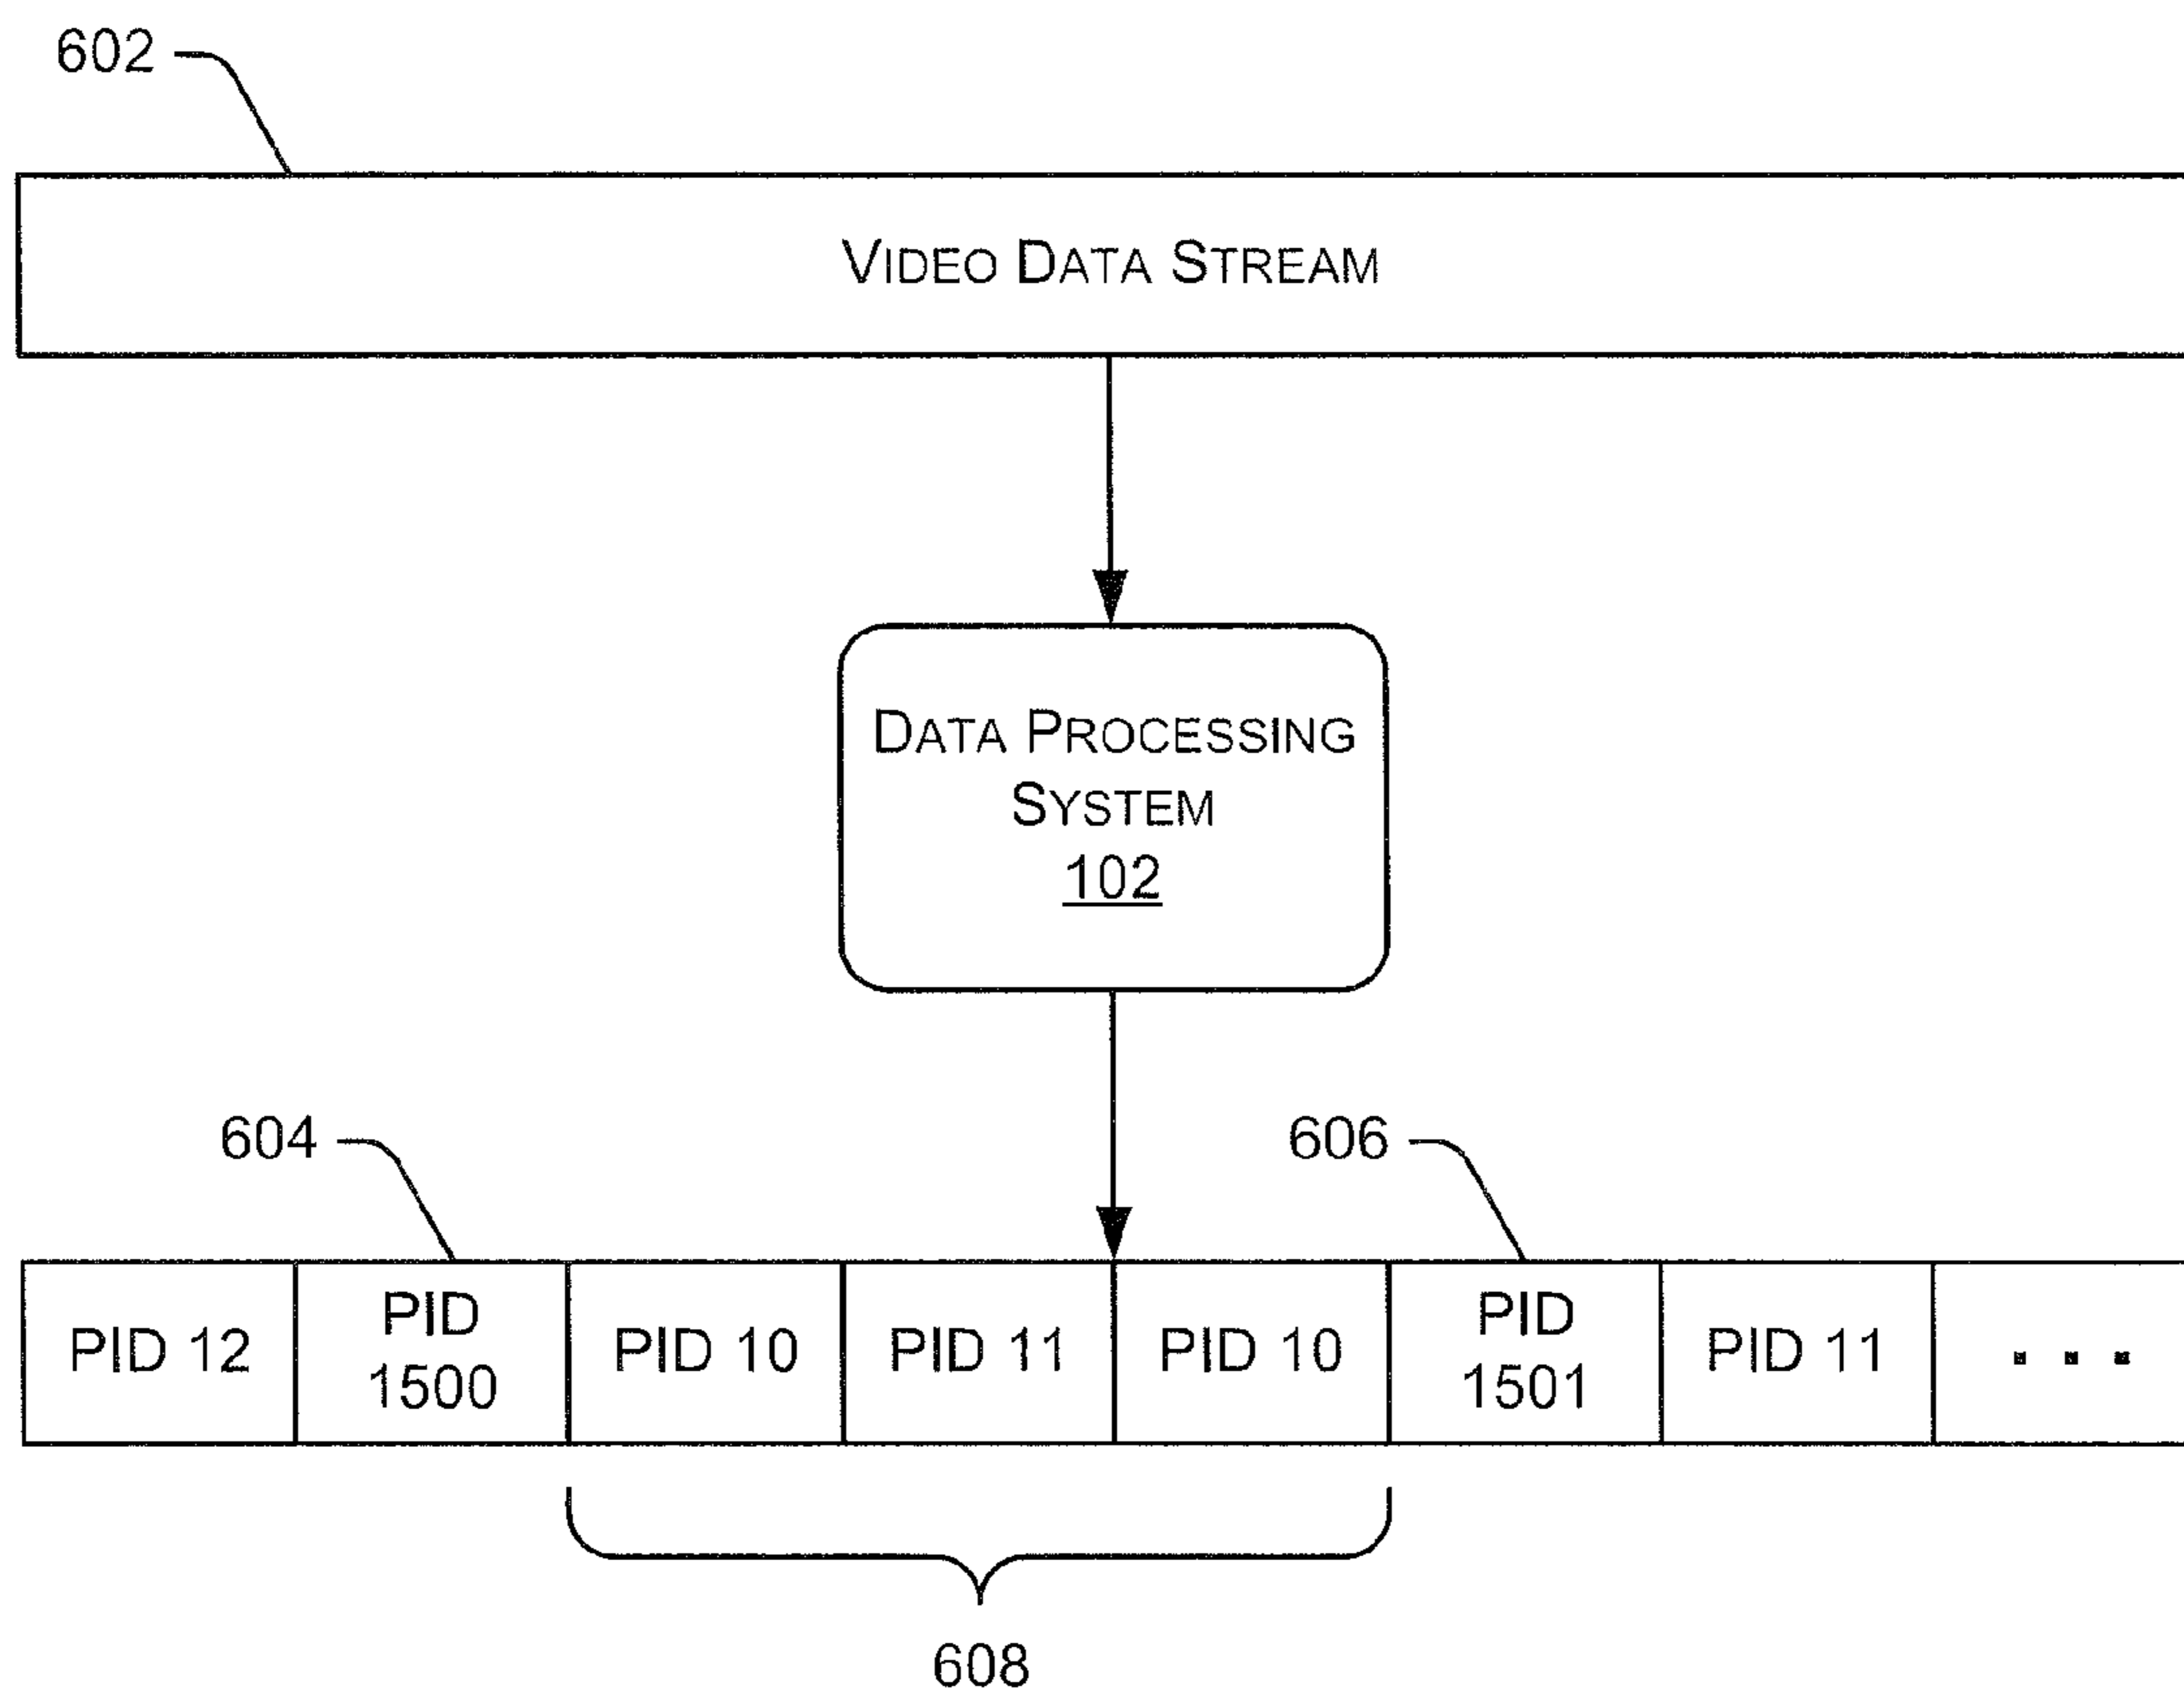 602
VIDEO DATA STREAM
DATA PROCESSING
SYSTEM
102
604
606
PID 12
PID
1500
PID 10
PID 11
PID 10
PID
1501
PID 11
...
608